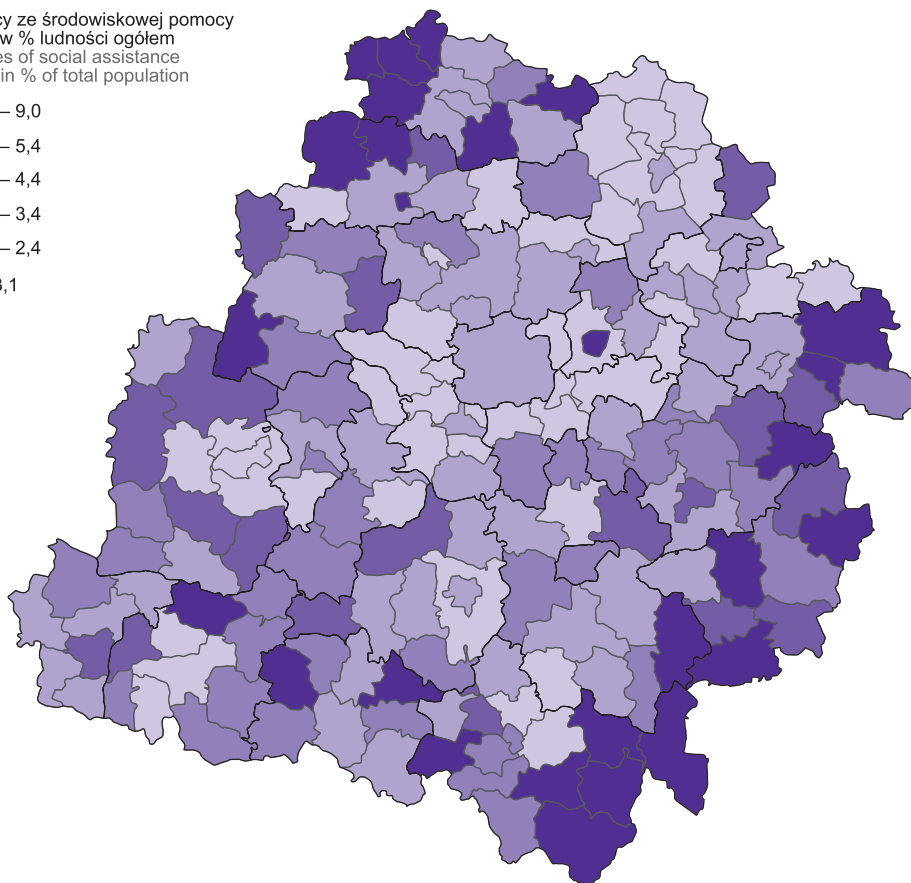 cy ze środowiskowej pomocy
w % ludności ogółem
es of social assistance
in % of total population
– 9,0
– 5,4
– 4,4
– 3,4
– 2,4
3,1